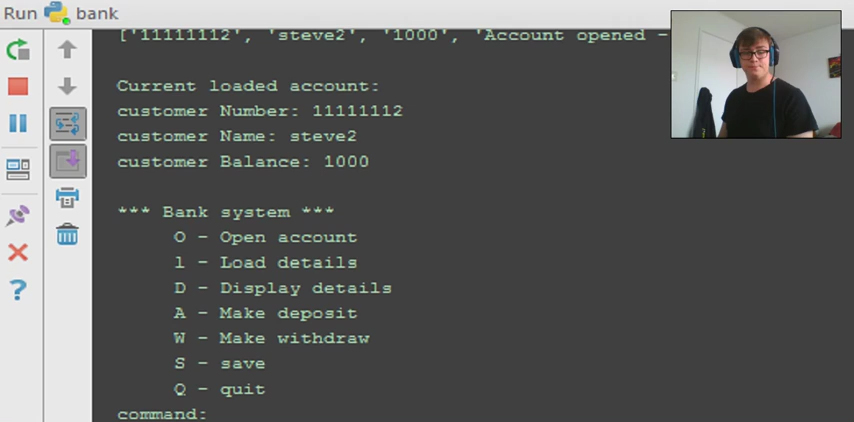 Run bank
['11111112', 'steve2', '1000', 'Account opened -
Current loaded account:
customer Number: 11111112
customer Name: steve2
customer Balance: 1000
*** Bank system ***
O - Open account
l - Load details
D - Display details
A - Make deposit
W - Make withdraw
S - save
Q - quit
command: